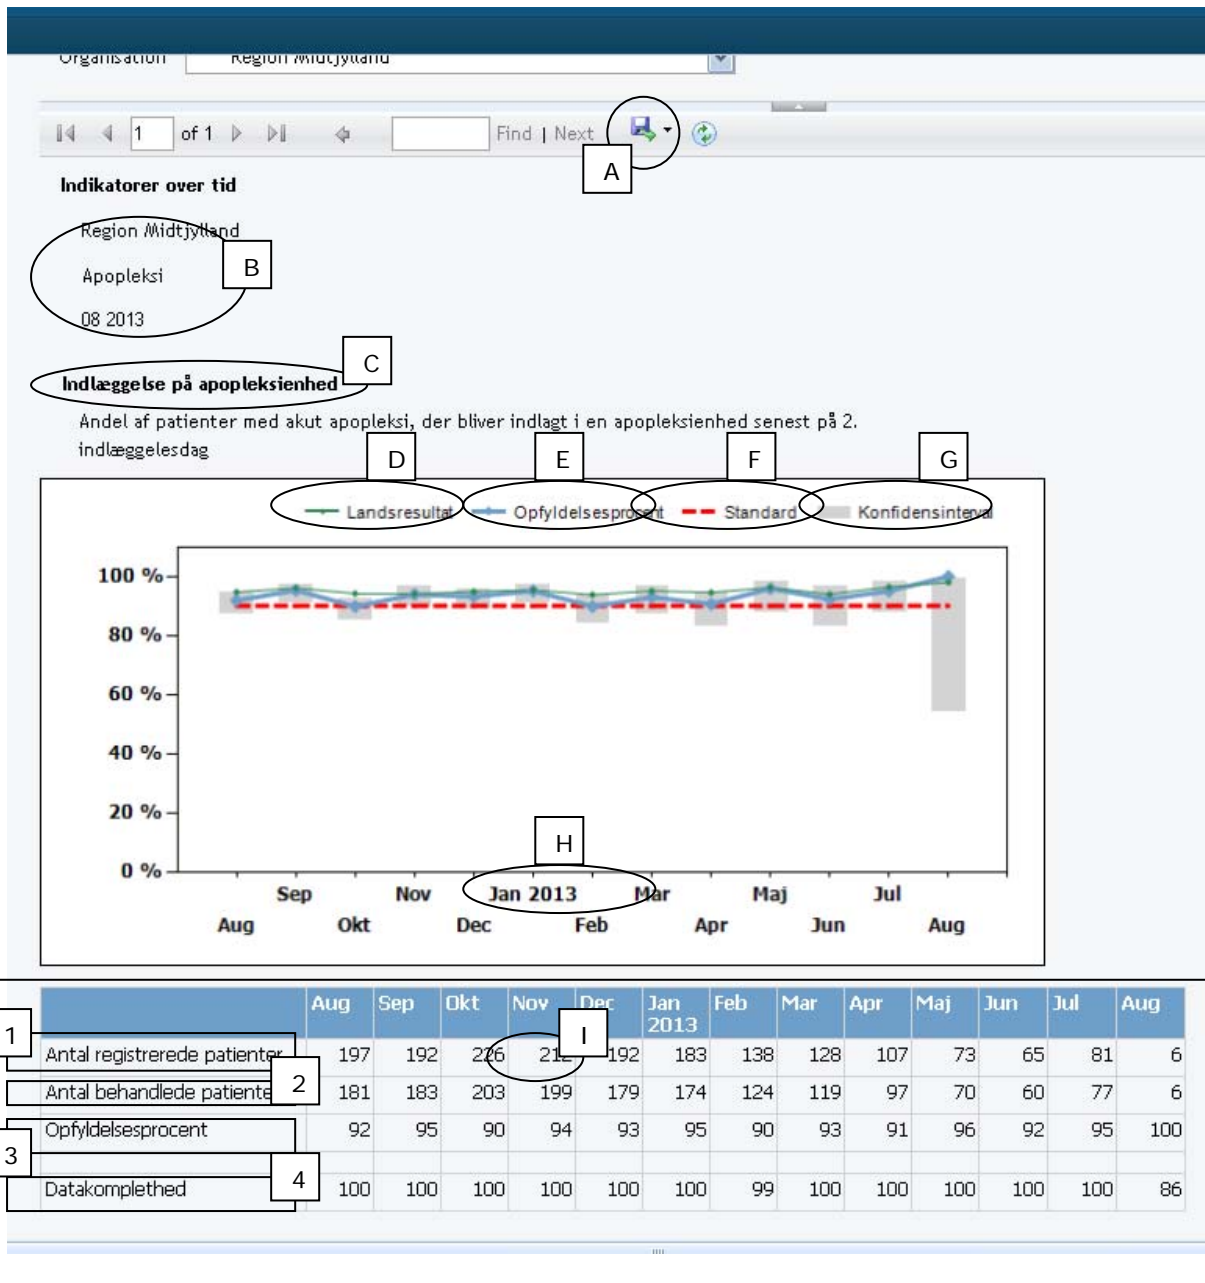 Organisation Region Midtjylland
1 of 1 Find | Next
A
Indikatorer over tid
Region Midtjylland
B
Apopleksi
08 2013
C
Indlæggelse på apopleksienhed
Andel af patienter med akut apopleksi, der bliver indlagt i en apopleksienhed senest på 2.
indlæggelesdag
D E F G
Landsresultat Opfyldelsesprocent Standard Konfidensinterval
100 %
80 %
60 %
40 %
20 %
0 %
H
Sep Nov Jan 2013 Mar Maj Jul
Aug Okt Dec Feb Apr Jun Aug
Aug Sep Okt Nov Dec Jan 2013 Feb Mar Apr Maj Jun Jul Aug
1 I
Antal registrerede patienter 197 192 226 212 192 183 138 128 107 73 65 81 6
2
Antal behandlede patienter 181 183 203 199 179 174 124 119 97 70 60 77 6
Opfyldelsesprocent 92 95 90 94 93 95 90 93 91 96 92 95 100
3
4
Datakomplethed 100 100 100 100 100 100 99 100 100 100 100 100 86